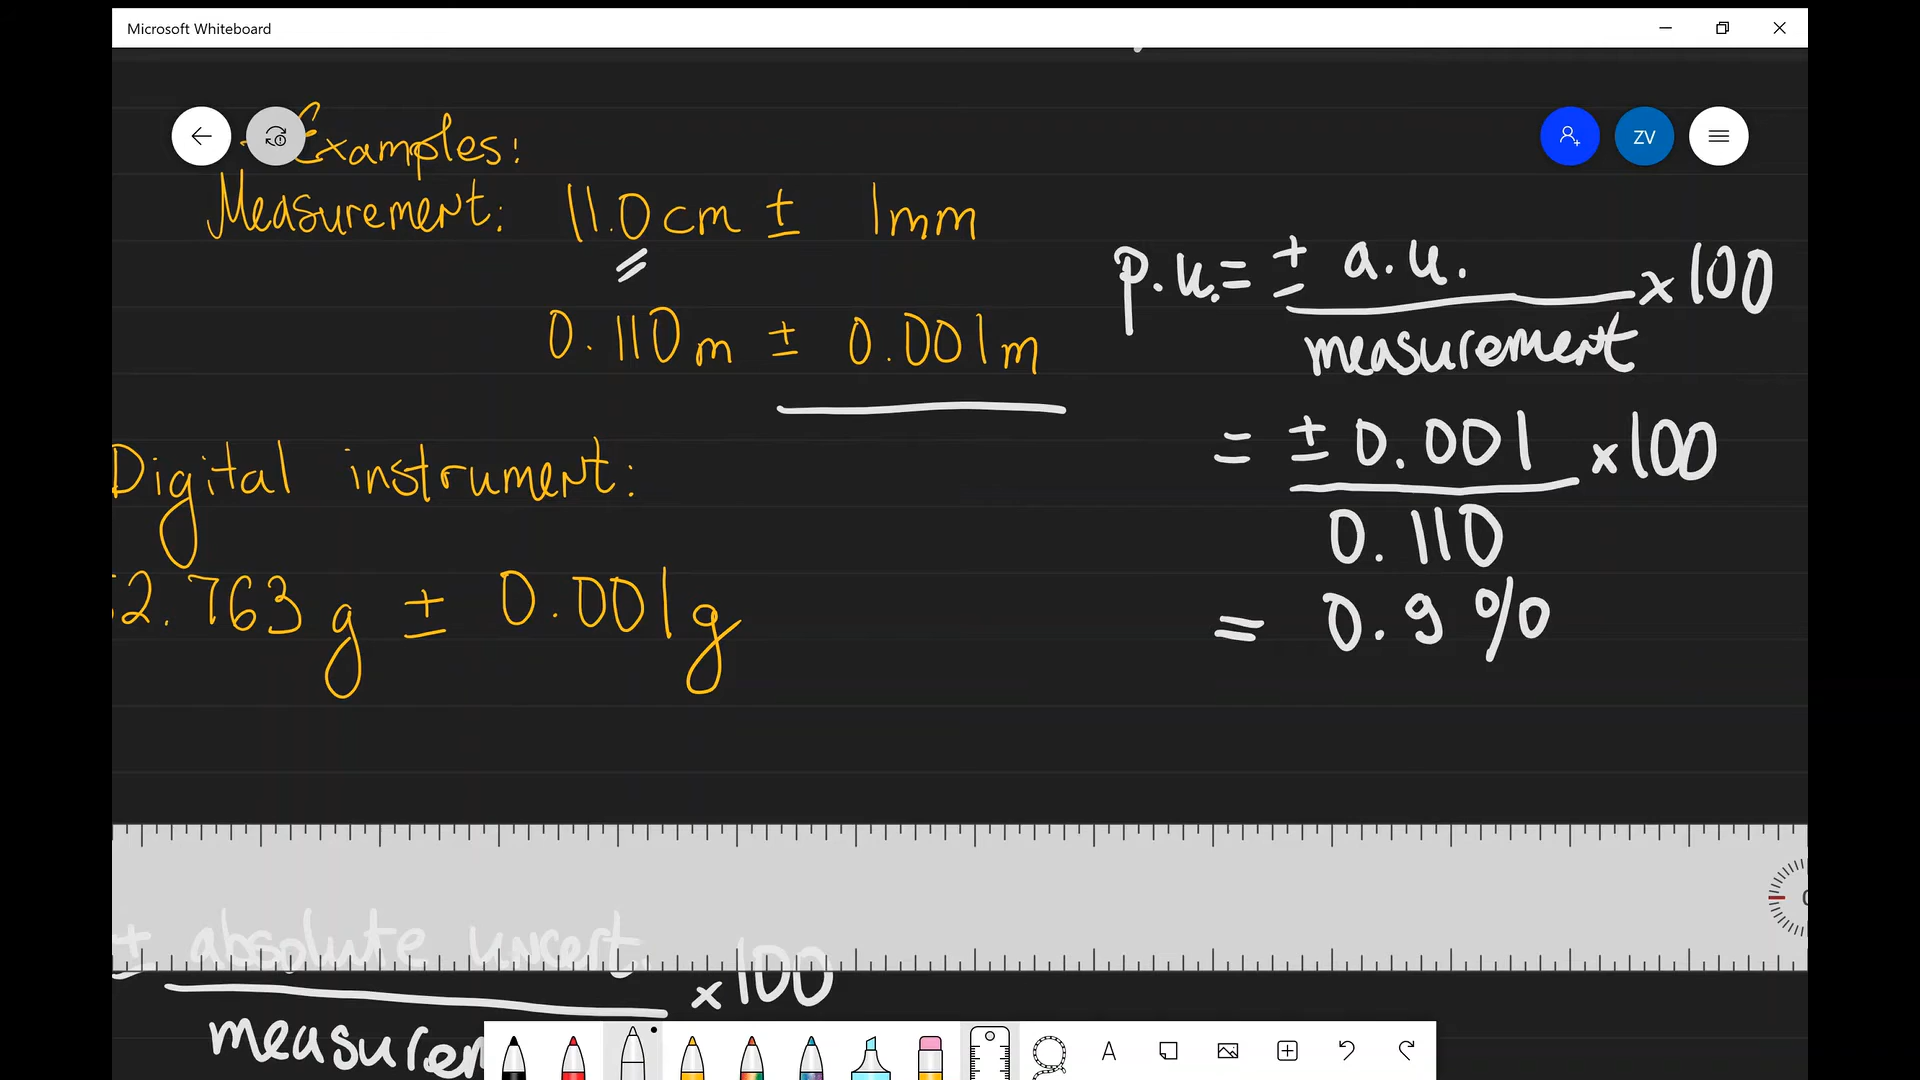 Microsoft Whiteboard
Examples:
Measurement: 11.0 cm ± 1mm
0.110 m ± 0.001 m
Digital instrument:
2.763 g ± 0.001 g
ZV
p.u. = ± a.u. × 100
measurement
= ± 0.001 × 100
0.110
= 0.9 %
± absolute uncert. × 100
measurem
A